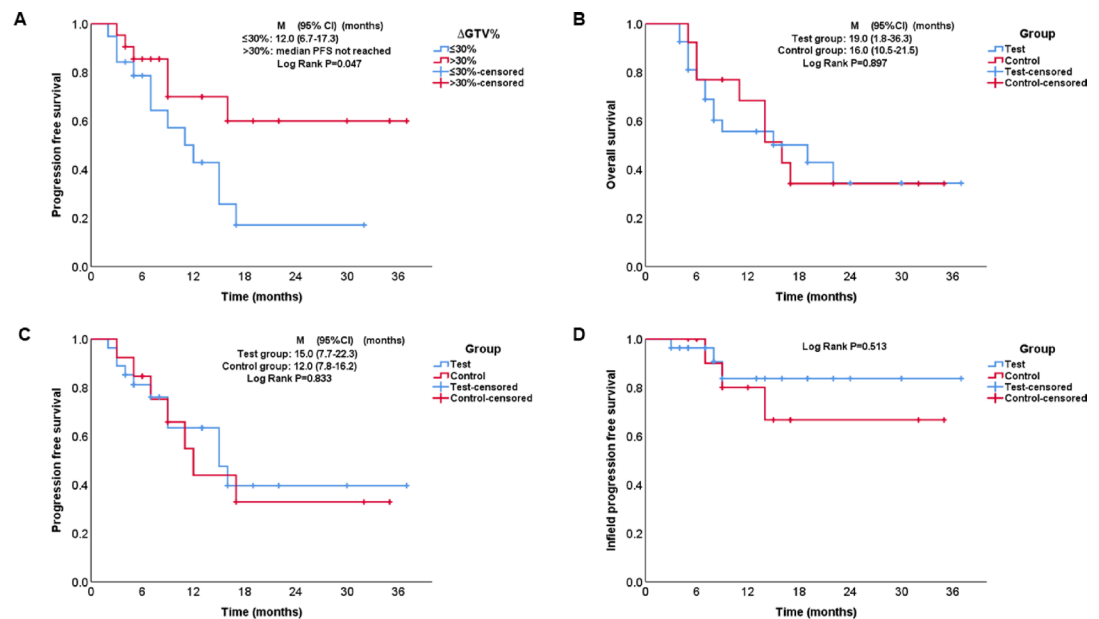 A
M (95% CI) (months)
≤30%: 12.0 (6.7-17.3)
>30%: median PFS not reached
Log Rank P=0.047
ΔGTV%
≤30%
>30%
≤30%-censored
>30%-censored
Progression free survival
1.0
0.8
0.6
0.4
0.2
0.0
0 6 12 18 24 30 36
Time (months)
B
M (95%CI) (months)
Test group: 19.0 (1.8-36.3)
Control group: 16.0 (10.5-21.5)
Log Rank P=0.897
Group
Test
Control
Test-censored
Control-censored
Overall survival
1.0
0.8
0.6
0.4
0.2
0.0
0 6 12 18 24 30 36
Time (months)
C
M (95%CI) (months)
Test group: 15.0 (7.7-22.3)
Control group: 12.0 (7.8-16.2)
Log Rank P=0.833
Group
Test
Control
Test-censored
Control-censored
Progression free survival
1.0
0.8
0.6
0.4
0.2
0.0
0 6 12 18 24 30 36
Time (months)
D
Log Rank P=0.513
Group
Test
Control
Test-censored
Control-censored
Infield progression free survival
1.0
0.8
0.6
0.4
0.2
0.0
0 6 12 18 24 30 36
Time (months)